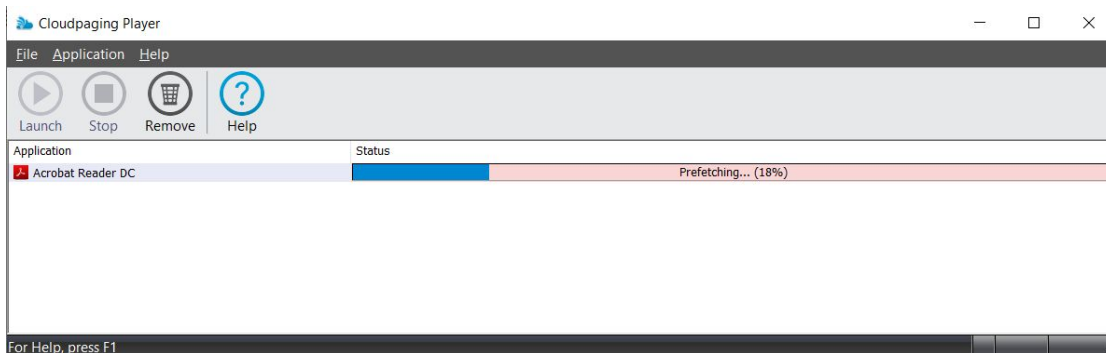 Cloudpaging Player
File Application Help
Launch Stop Remove Help
Application Status
Acrobat Reader DC Prefetching... (18%)
For Help, press F1